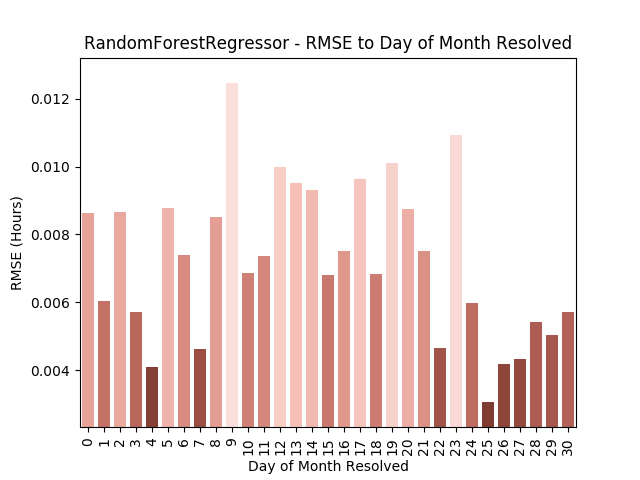 RandomForestRegressor - RMSE to Day of Month Resolved
0.012
0.010
0.008
0.006
0.004
RMSE (Hours)
0 1 2 3 4 5 6 7 8 9 10 11 12 13 14 15 16 17 18 19 20 21 22 23 24 25 26 27 28 29 30
Day of Month Resolved